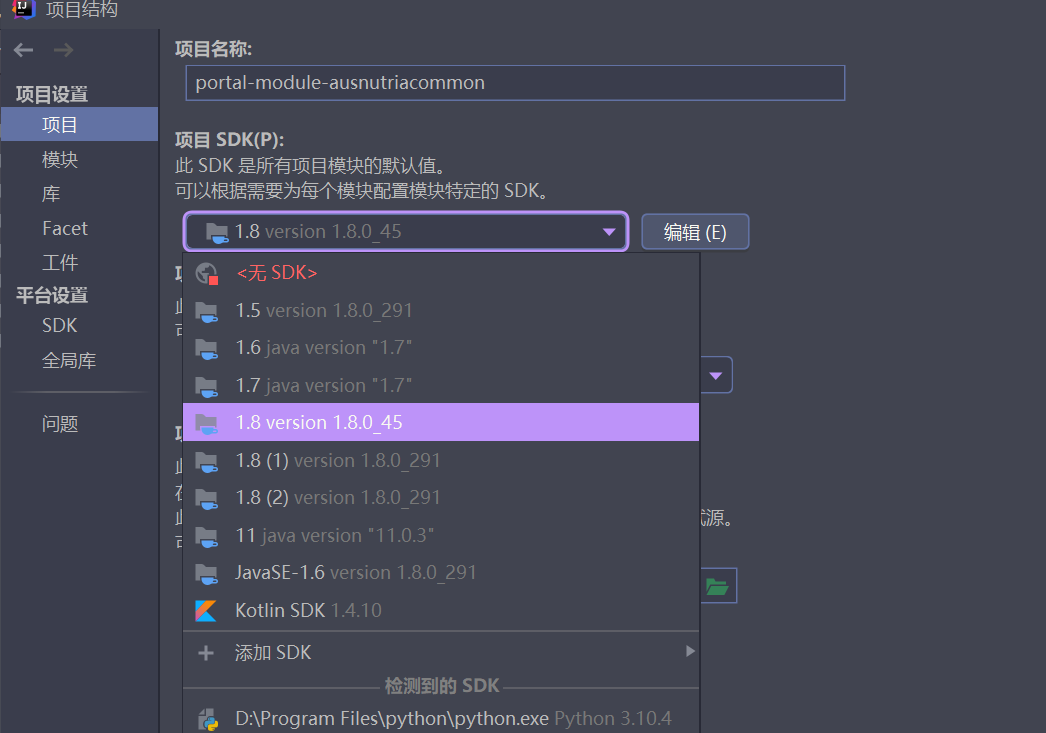 项目结构
项目设置
项目
模块
库
Facet
工件
平台设置
SDK
全局库
问题
项目名称:
portal-module-ausnutriacommon
项目 SDK(P):
此 SDK 是所有项目模块的默认值。
可以根据需要为每个模块配置模块特定的 SDK。
1.8 version 1.8.0_45
编辑 (E)
<无 SDK>
1.5 version 1.8.0_291
1.6 java version "1.7"
1.7 java version "1.7"
1.8 version 1.8.0_45
1.8 (1) version 1.8.0_291
1.8 (2) version 1.8.0_291
11 java version "11.0.3"
源。
JavaSE-1.6 version 1.8.0_291
Kotlin SDK 1.4.10
添加 SDK
检测到的 SDK
D:\Program Files\python\python.exe Python 3.10.4